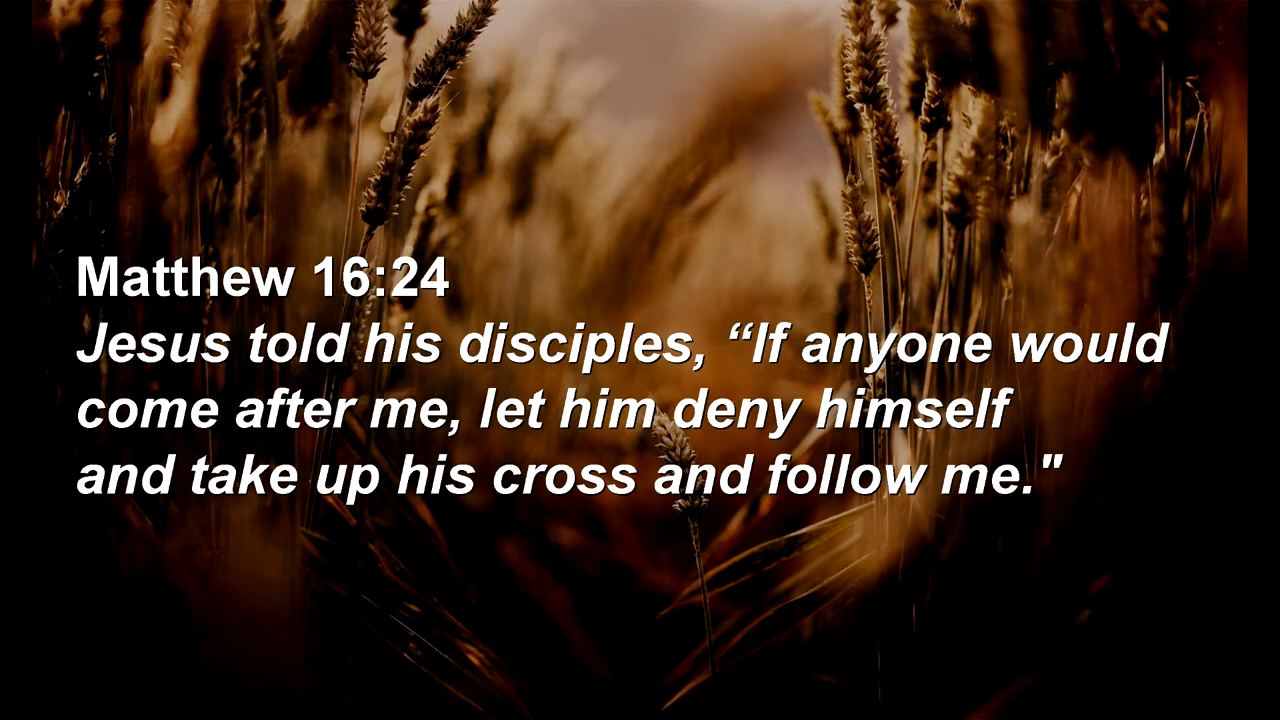 Matthew 16:24
Jesus told his disciples, “If anyone would
come after me, let him deny himself
and take up his cross and follow me."